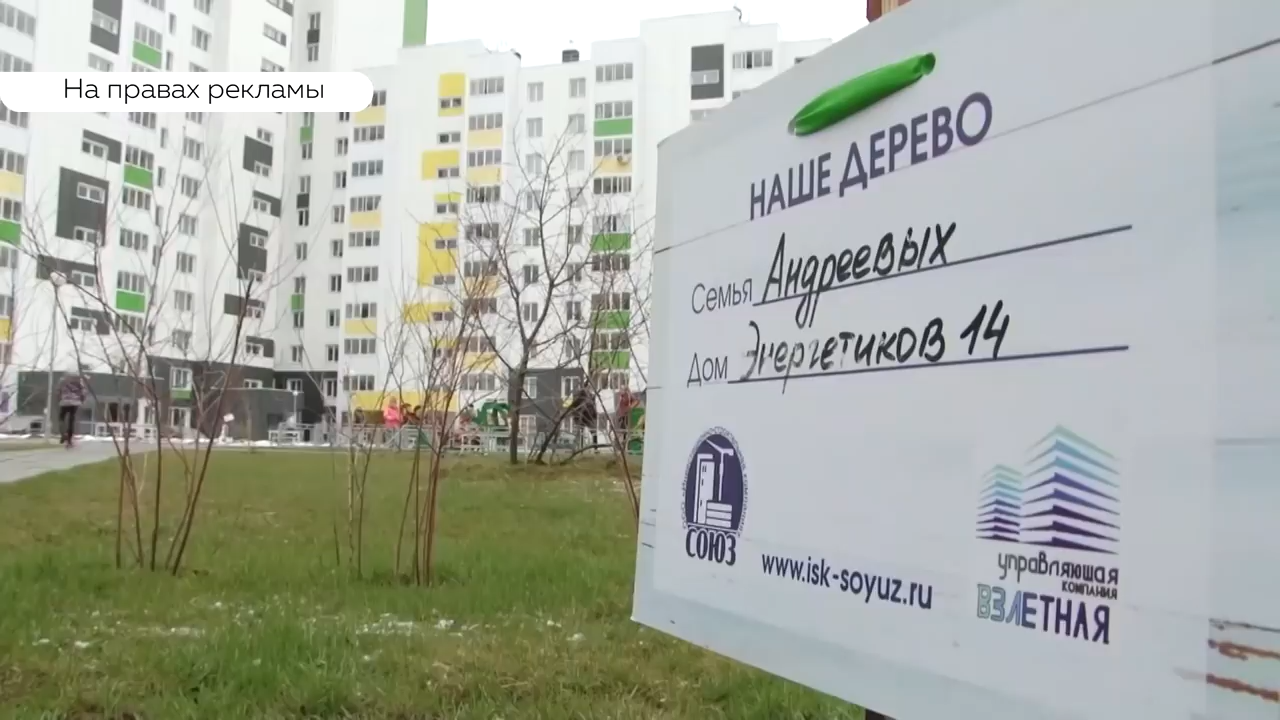 На правах рекламы
НАШЕ ДЕРЕВО
Семья Андреевых
Дом Энергетиков 14
СОЮЗ
www.isk-soyuz.ru
управляющая
компания
ВЗЛЕТНАЯ